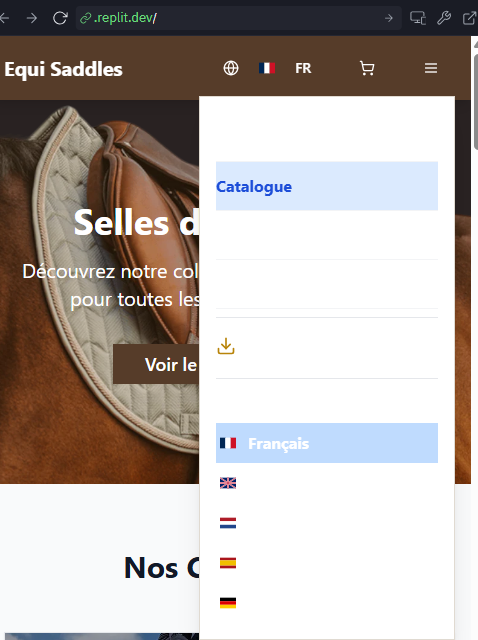 .replit.dev/
Equi Saddles
FR
Catalogue
Selles d
Découvrez notre col
pour toutes les
Voir le
Français
Nos